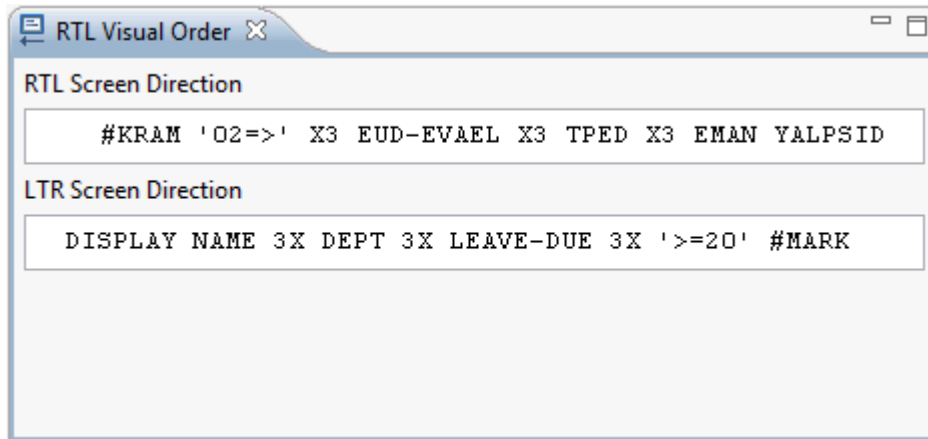 RTL Visual Order
RTL Screen Direction
#KRAM 'O2=>' X3 EUD-EVAEL X3 TPED X3 EMAN YALPSID
LTR Screen Direction
DISPLAY NAME 3X DEPT 3X LEAVE-DUE 3X '>=2O' #MARK